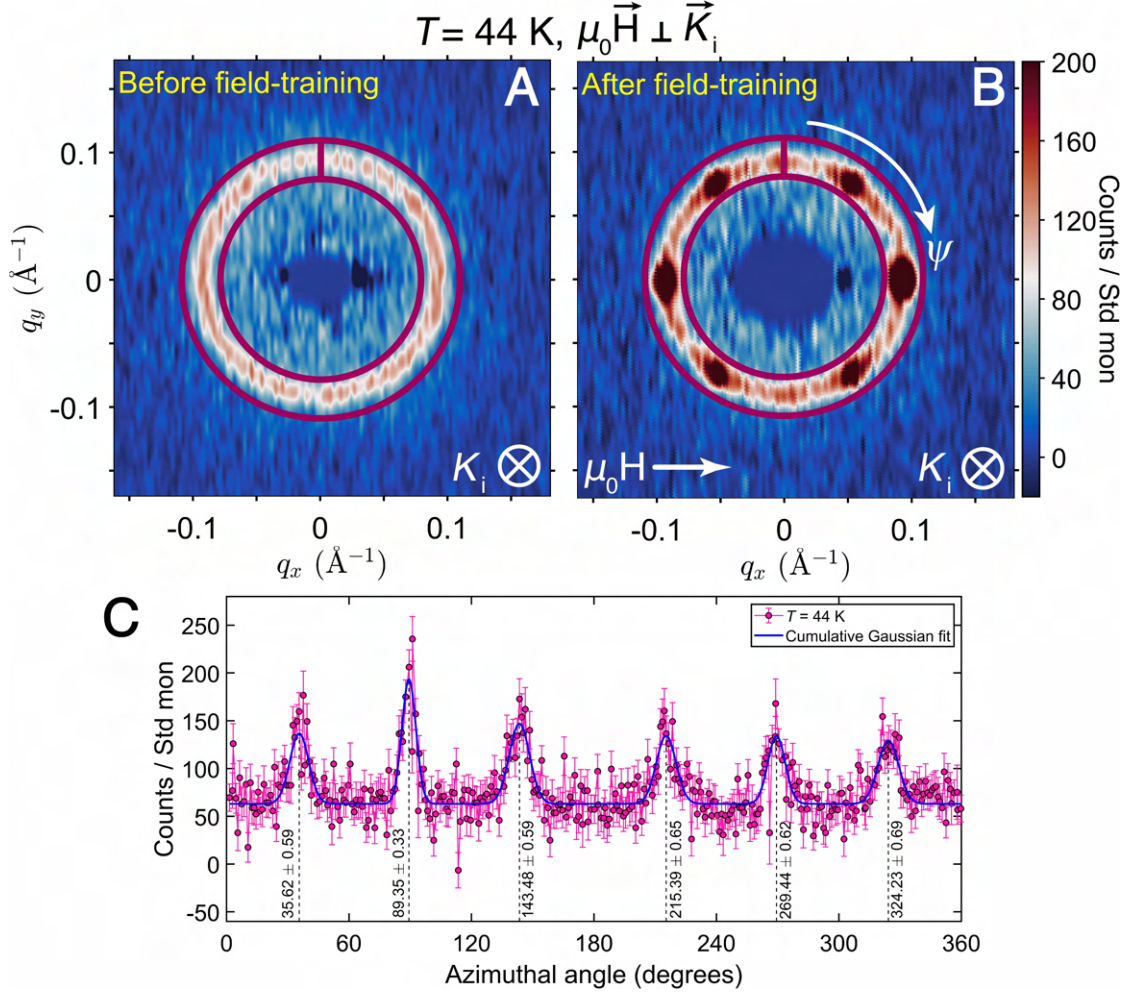 T = 44 K, μ₀H⃗ ⊥ K⃗ᵢ
Before field-training
A
After field-training
B
ψ
Kᵢ ⊗
μ₀H →
Kᵢ ⊗
0.1
0
-0.1
q_y (Å⁻¹)
-0.1 0 0.1
q_x (Å⁻¹)
-0.1 0 0.1
q_x (Å⁻¹)
200
160
120
80
40
0
Counts / Std mon
C
T = 44 K
Cumulative Gaussian fit
250
200
150
100
50
0
-50
Counts / Std mon
35.62 ± 0.59
89.35 ± 0.33
143.48 ± 0.59
215.39 ± 0.65
269.44 ± 0.62
324.23 ± 0.69
0 60 120 180 240 300 360
Azimuthal angle (degrees)